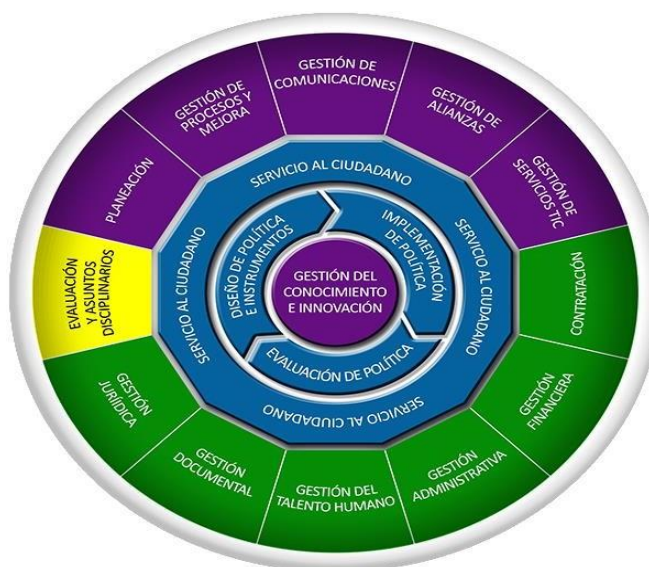 GESTIÓN DE
COMUNICACIONES
GESTIÓN DE
PROCESOS Y
MEJORA
GESTIÓN DE
ALIANZAS
PLANEACIÓN
GESTIÓN DE
SERVICIOS TIC
SERVICIO AL CIUDADANO
SERVICIO AL CIUDADANO
SERVICIO AL CIUDADANO
DISEÑO DE POLÍTICA
E INSTRUMENTOS
IMPLEMENTACIÓN
DE POLÍTICA
GESTIÓN DEL
CONOCIMIENTO
E INNOVACIÓN
EVALUACIÓN DE POLÍTICA
SERVICIO AL CIUDADANO
EVALUACIÓN
Y ASUNTOS
DISCIPLINARIOS
CONTRATACIÓN
GESTIÓN
JURÍIDICA
GESTIÓN
FINANCIERA
GESTIÓN
DOCUMENTAL
GESTIÓN
ADMINISTRATIVA
GESTIÓN DEL
TALENTO HUMANO